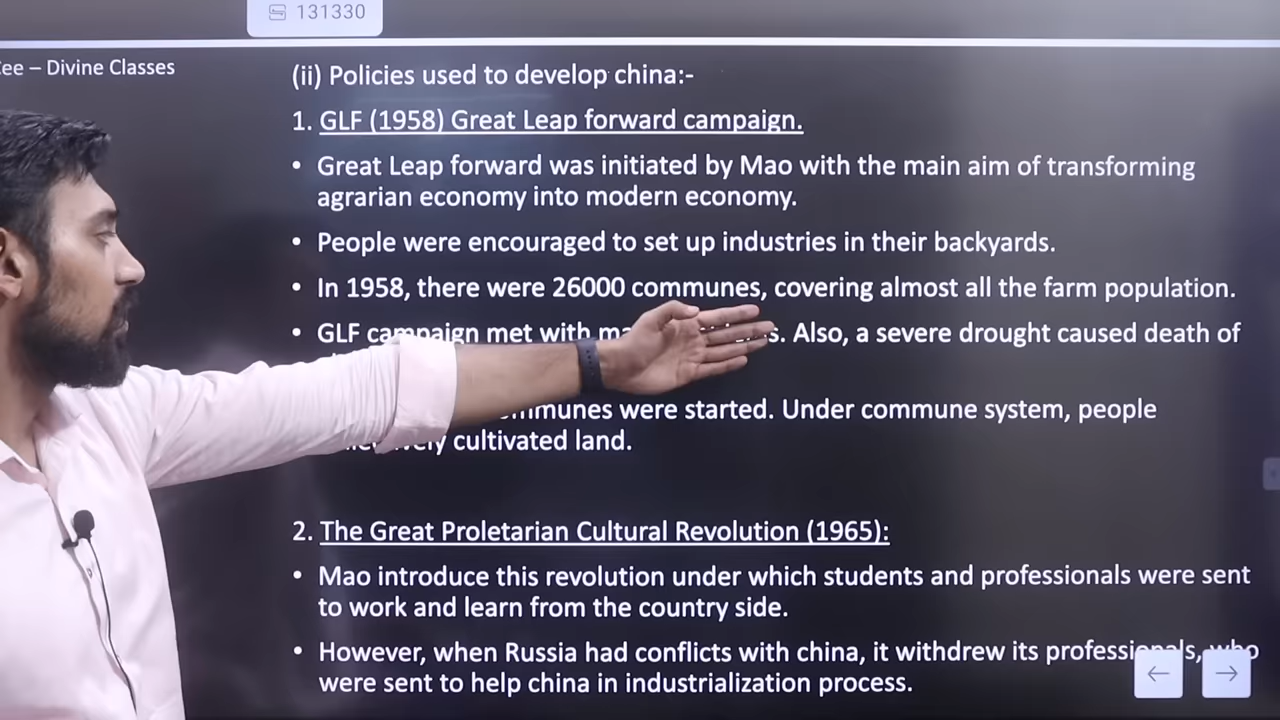 131330
ee – Divine Classes
(ii) Policies used to develop china:-
1. GLF (1958) Great Leap forward campaign.
• Great Leap forward was initiated by Mao with the main aim of transforming
agrarian economy into modern economy.
• People were encouraged to set up industries in their backyards.
• In 1958, there were 26000 communes, covering almost all the farm population.
• GLF campaign met with Also, a severe drought caused death of
communes were started. Under commune system, people
cultivated land.
2. The Great Proletarian Cultural Revolution (1965):
• Mao introduce this revolution under which students and professionals were sent
to work and learn from the country side.
• However, when Russia had conflicts with china, it withdrew its professionals, who
were sent to help china in industrialization process.